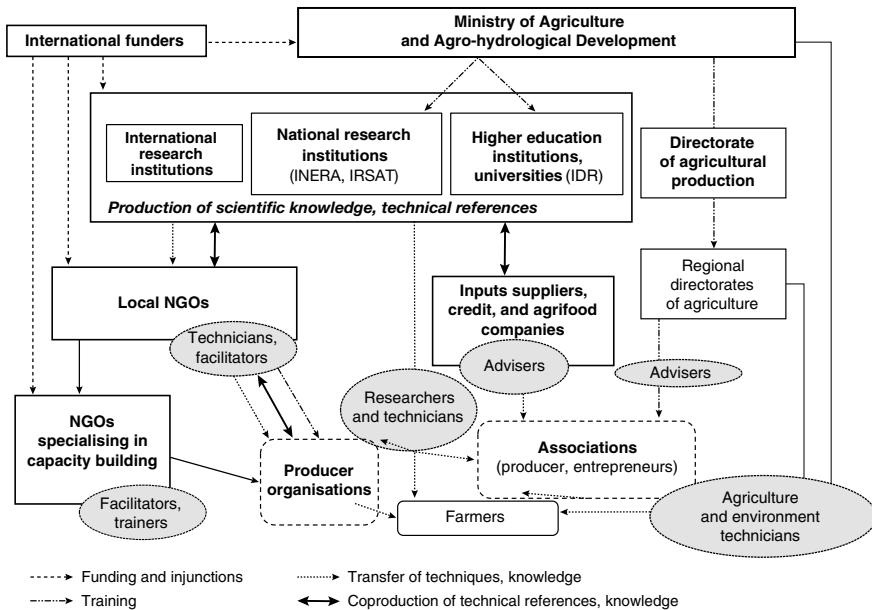 International funders
Ministry of Agriculture
and Agro-hydrological Development
International
research
institutions
National research
institutions
(INERA, IRSAT)
Higher education
institutions,
universities (IDR)
Production of scientific knowledge, technical references
Directorate
of agricultural
production
Regional
directorates
of agriculture
Local NGOs
Technicians,
facilitators
Inputs suppliers,
credit, and agrifood
companies
Advisers
Advisers
Researchers
and technicians
NGOs
specialising in
capacity building
Facilitators,
trainers
Producer
organisations
Associations
(producer, entrepreneurs)
Farmers
Agriculture
and environment
technicians
Funding and injunctions
Training
Transfer of techniques, knowledge
Coproduction of technical references, knowledge